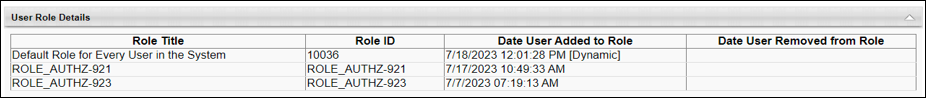 User Role Details
Role Title Role ID Date User Added to Role Date User Removed from Role
Default Role for Every User in the System 10036 7/18/2023 12:01:28 PM [Dynamic]
ROLE_AUTHZ-921 ROLE_AUTHZ-921 7/17/2023 10:49:33 AM
ROLE_AUTHZ-923 ROLE_AUTHZ-923 7/7/2023 07:19:13 AM